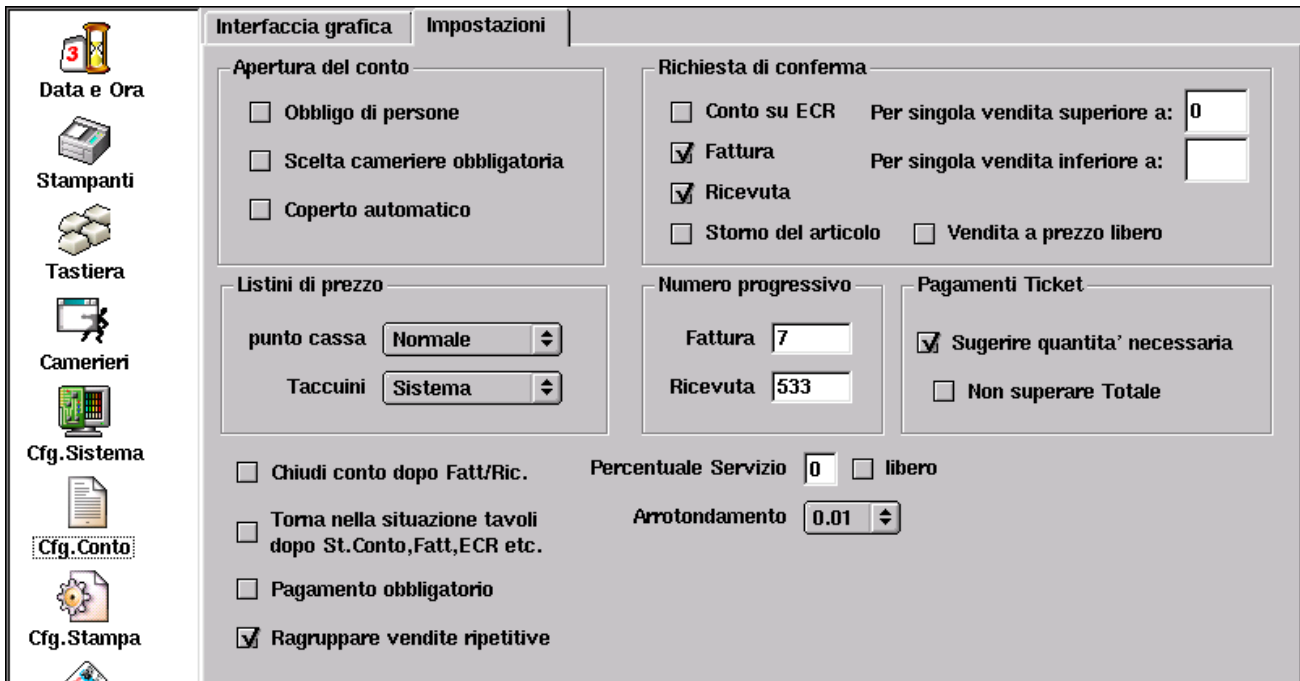 Interfaccia grafica
Impostazioni
3
Data e Ora
Stampanti
Tastiera
Camerieri
Cfg.Sistema
Cfg.Conto
Cfg.Stampa
Apertura del conto
Obbligo di persone
Scelta cameriere obbligatoria
Coperto automatico
Richiesta di conferma
Conto su ECR
Per singola vendita superiore a: 0
Fattura
Per singola vendita inferiore a:
Ricevuta
Storno del articolo
Vendita a prezzo libero
Listini di prezzo
punto cassa Normale
Taccuini Sistema
Numero progressivo
Fattura 7
Ricevuta 533
Pagamenti Ticket
Sugerire quantita' necessaria
Non superare Totale
Chiudi conto dopo Fatt/Ric.
Percentuale Servizio 0 libero
Torna nella situazione tavoli
dopo St.Conto,Fatt,ECR etc.
Arrotondamento 0.01
Pagamento obbligatorio
Ragruppare vendite ripetitive